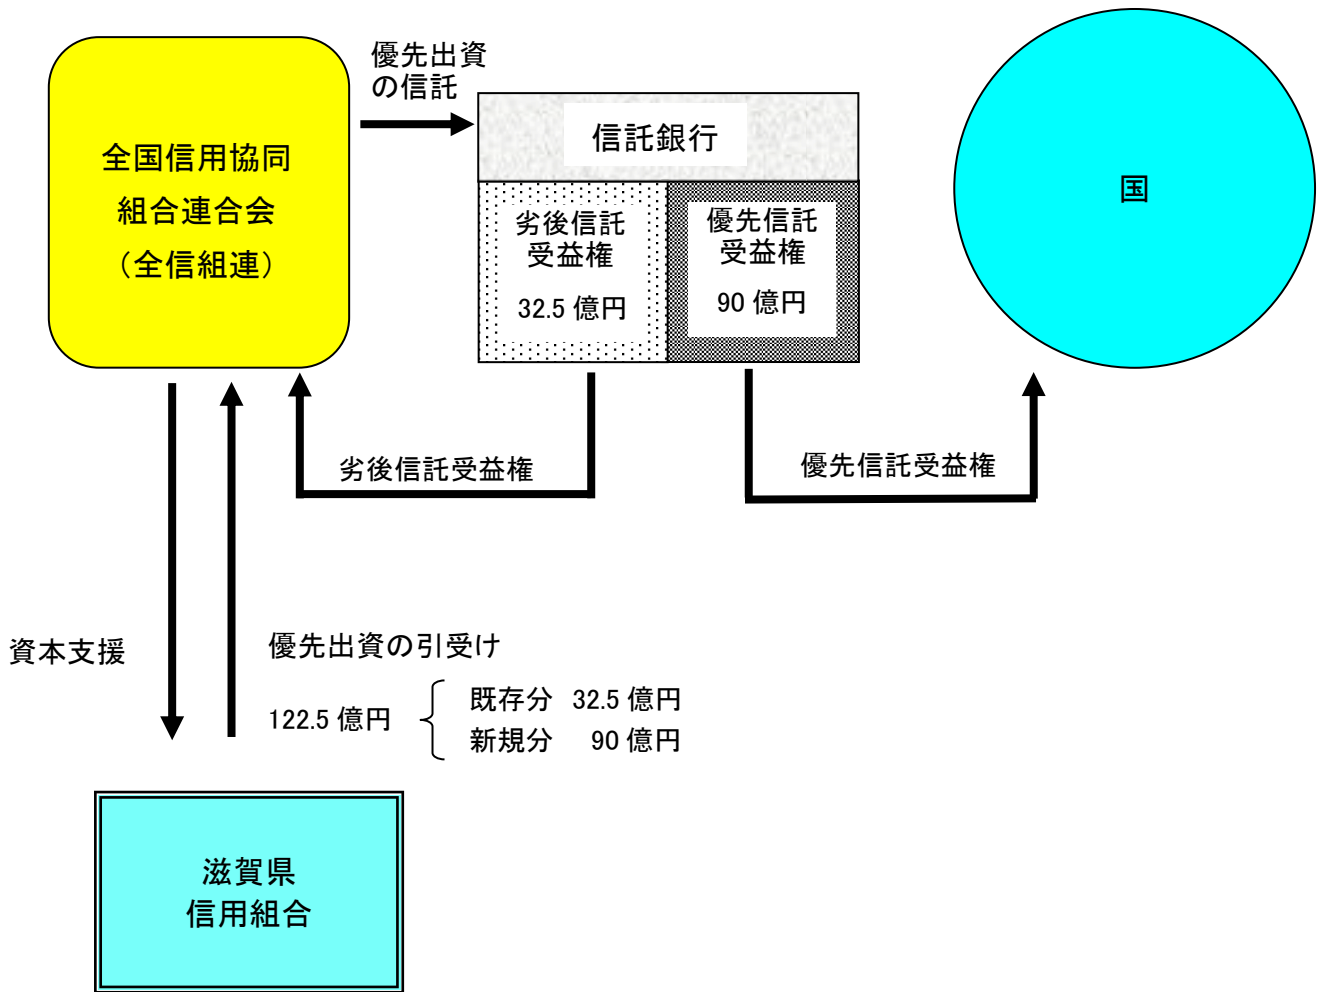 優先出資
の信託
全国信用協同
組合連合会
（全信組連）
信託銀行
劣後信託
受益権
32.5 億円
優先信託
受益権
90 億円
国
劣後信託受益権
優先信託受益権
資本支援
優先出資の引受け
122.5 億円
既存分 32.5 億円
新規分 90 億円
滋賀県
信用組合